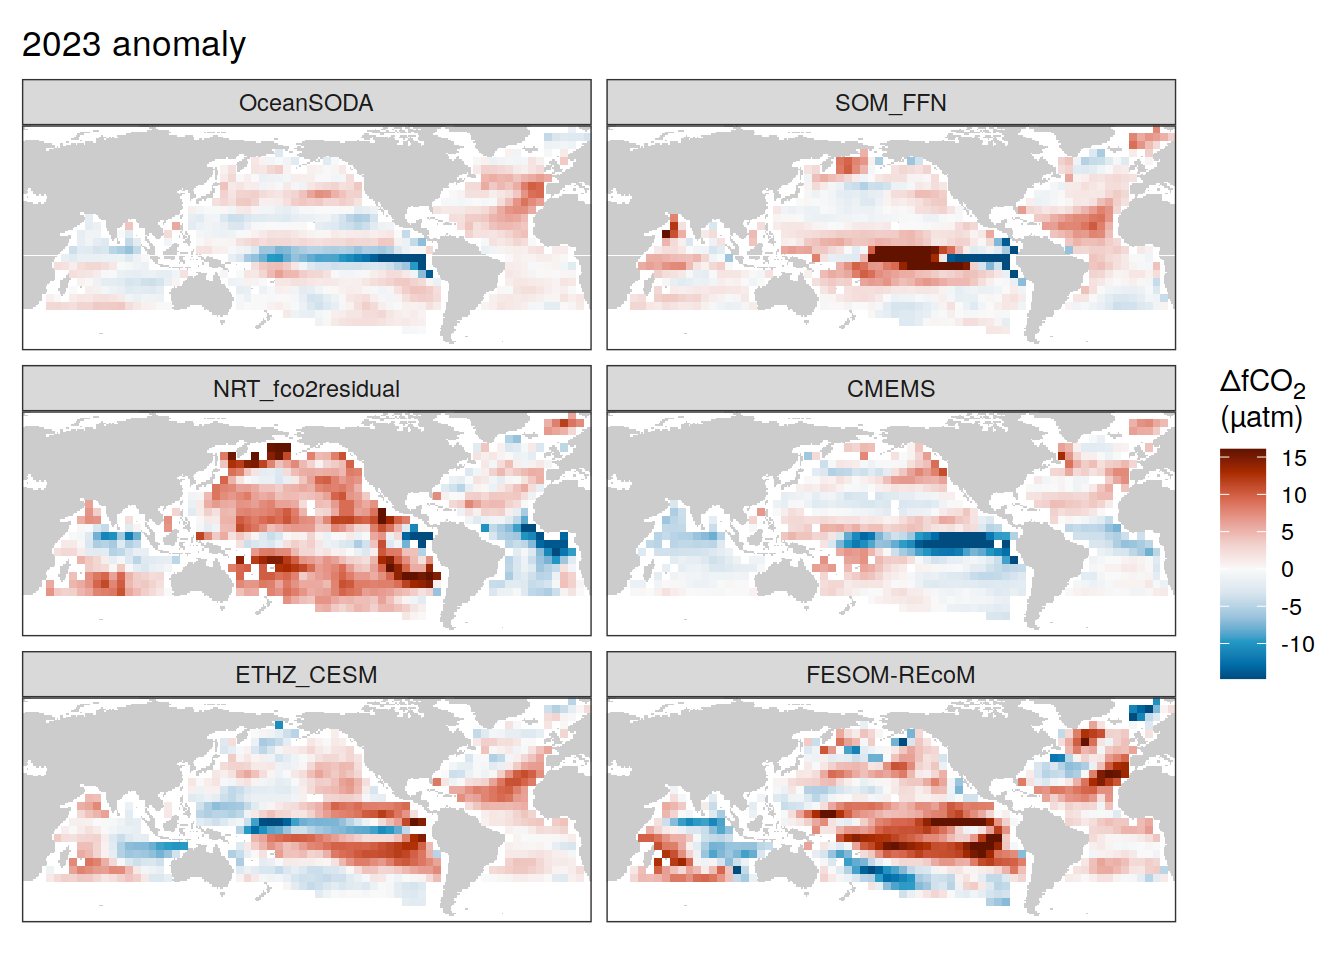 2023 anomaly
OceanSODA
SOM_FFN
NRT_fco2residual
CMEMS
ETHZ_CESM
FESOM-REcoM
ΔfCO₂
(µatm)
15
10
5
0
-5
-10